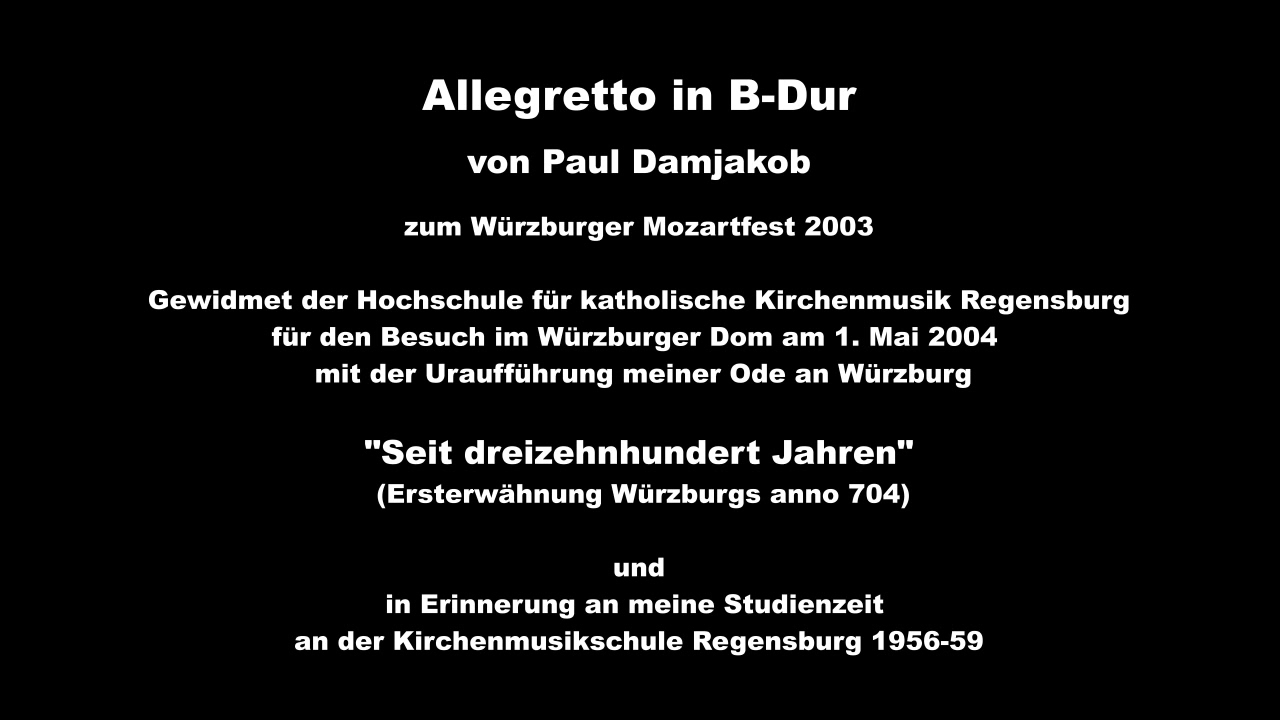 Allegretto in B-Dur
von Paul Damjakob
zum Würzburger Mozartfest 2003
Gewidmet der Hochschule für katholische Kirchenmusik Regensburg
für den Besuch im Würzburger Dom am 1. Mai 2004
mit der Uraufführung meiner Ode an Würzburg
"Seit dreizehnhundert Jahren"
(Ersterwähnung Würzburgs anno 704)
und
in Erinnerung an meine Studienzeit
an der Kirchenmusikschule Regensburg 1956-59